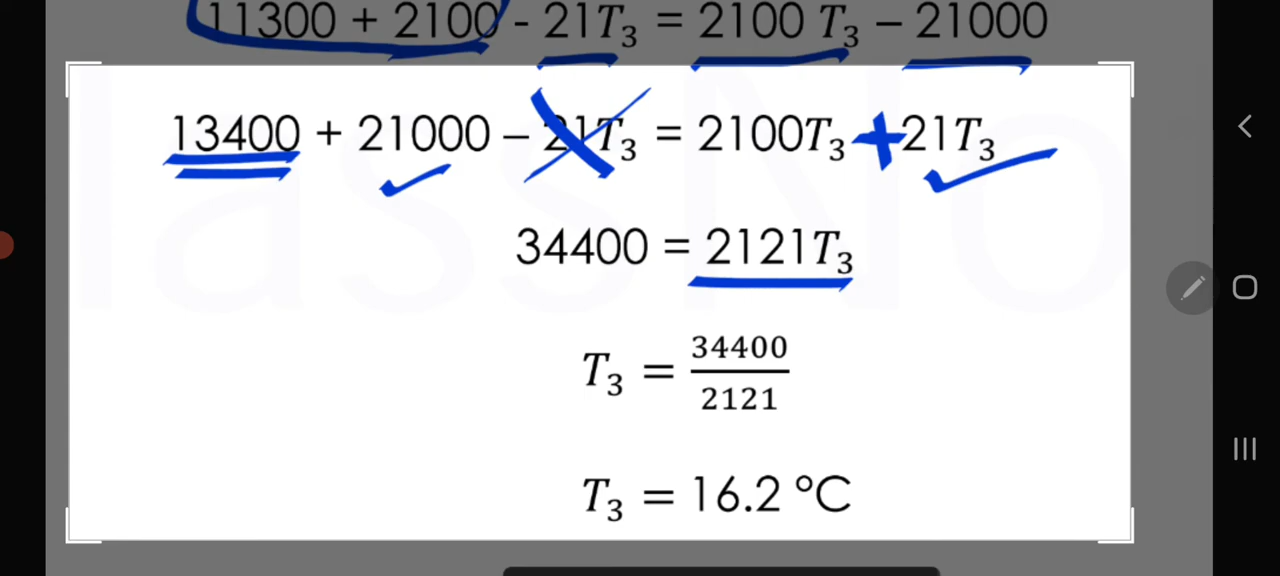 11300 + 2100 - 21T₃ = 2100 T₃ – 21000
13400 + 21000 – 21T₃ = 2100T₃ + 21T₃
34400 = 2121T₃
T₃ = 34400/2121
T₃ = 16.2 °C